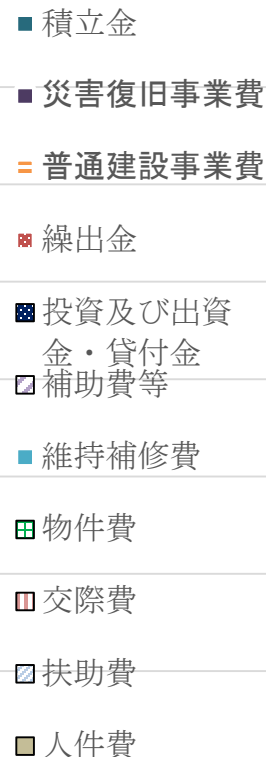 積立金
災害復旧事業費
普通建設事業費
繰出金
投資及び出資
金・貸付金
補助費等
維持補修費
物件費
交際費
扶助費
人件費